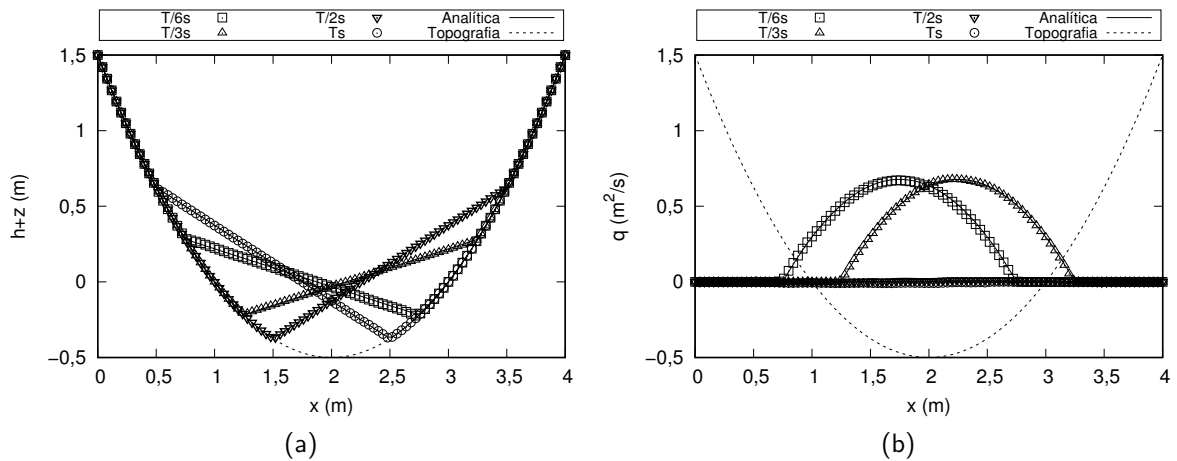 T/6s T/2s Analítica
T/3s Ts Topografia
1,5
1
0,5
0
−0,5
h+z (m)
0 0,5 1 1,5 2 2,5 3 3,5 4
x (m)
(a)
T/6s T/2s Analítica
T/3s Ts Topografia
1,5
1
0,5
0
−0,5
q (m²/s)
0 0,5 1 1,5 2 2,5 3 3,5 4
x (m)
(b)